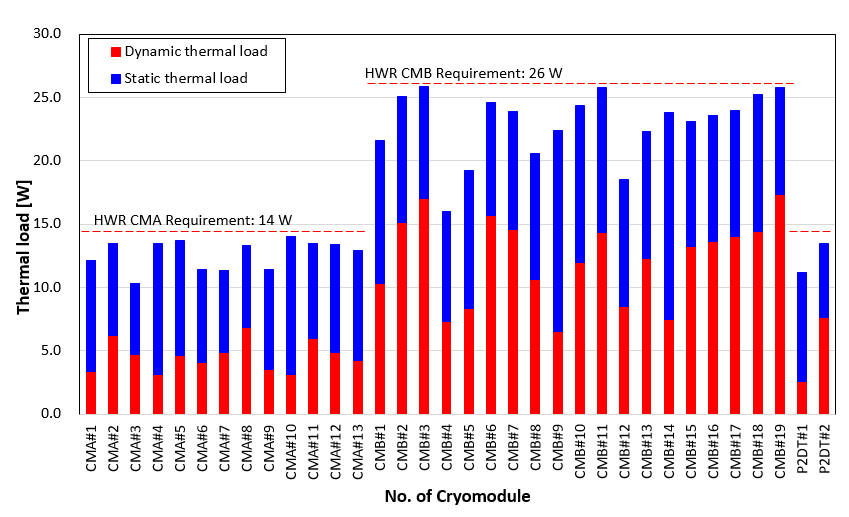 30.0
25.0
20.0
15.0
10.0
5.0
0.0
Thermal load [W]
Dynamic thermal load
Static thermal load
HWR CMB Requirement: 26 W
HWR CMA Requirement: 14 W
CMA#1
CMA#2
CMA#3
CMA#4
CMA#5
CMA#6
CMA#7
CMA#8
CMA#9
CMA#10
CMA#11
CMA#12
CMA#13
CMB#1
CMB#2
CMB#3
CMB#4
CMB#5
CMB#6
CMB#7
CMB#8
CMB#9
CMB#10
CMB#11
CMB#12
CMB#13
CMB#14
CMB#15
CMB#16
CMB#17
CMB#18
CMB#19
P2DT#1
P2DT#2
No. of Cryomodule